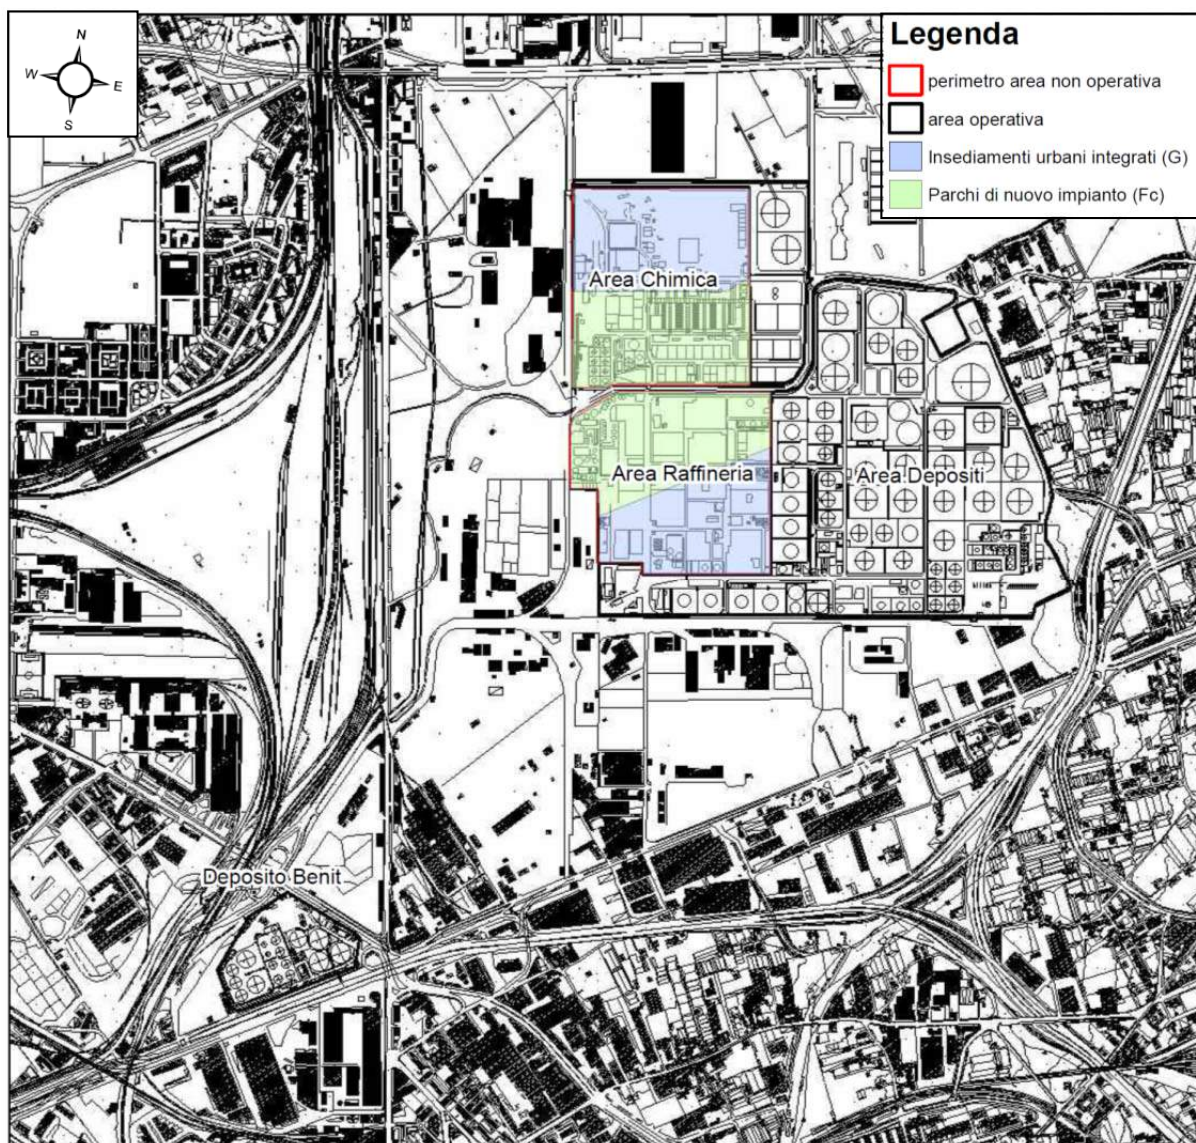 N
W
E
S
Legenda
perimetro area non operativa
area operativa
Insediamenti urbani integrati (G)
Parchi di nuovo impianto (Fc)
Area Chimica
Area Raffineria
Area Depositi
Deposito Benit